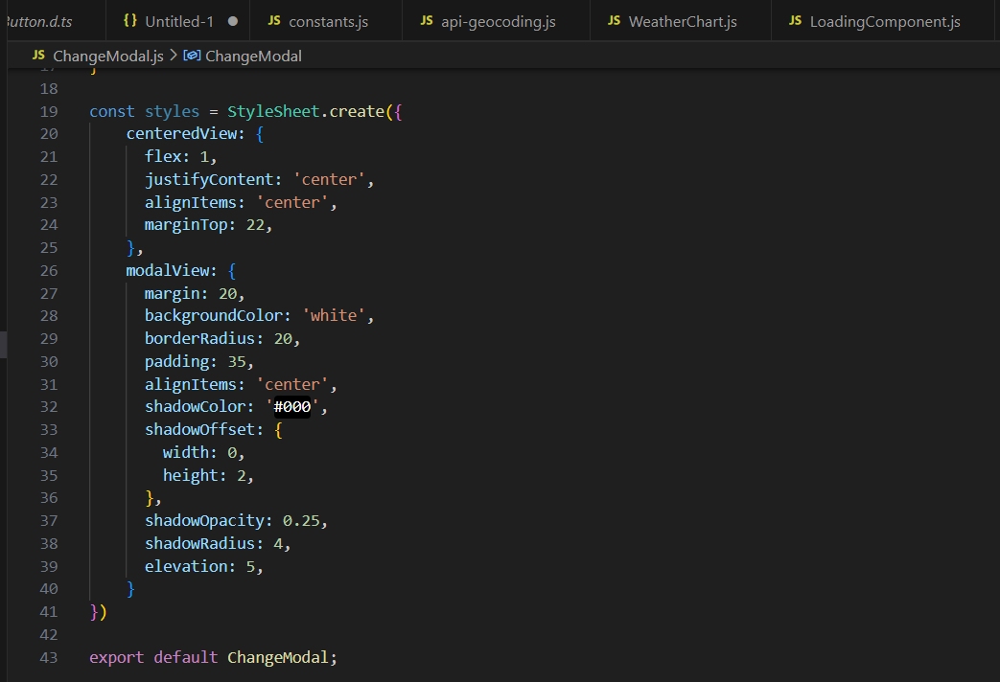 Button.d.ts {} Untitled-1 JS constants.js JS api-geocoding.js JS WeatherChart.js JS LoadingComponent.js
JS ChangeModal.js > ChangeModal
17 }
18
19 const styles = StyleSheet.create({
20 centeredView: {
21 flex: 1,
22 justifyContent: 'center',
23 alignItems: 'center',
24 marginTop: 22,
25 },
26 modalView: {
27 margin: 20,
28 backgroundColor: 'white',
29 borderRadius: 20,
30 padding: 35,
31 alignItems: 'center',
32 shadowColor: '#000',
33 shadowOffset: {
34 width: 0,
35 height: 2,
36 },
37 shadowOpacity: 0.25,
38 shadowRadius: 4,
39 elevation: 5,
40 }
41 })
42
43 export default ChangeModal;